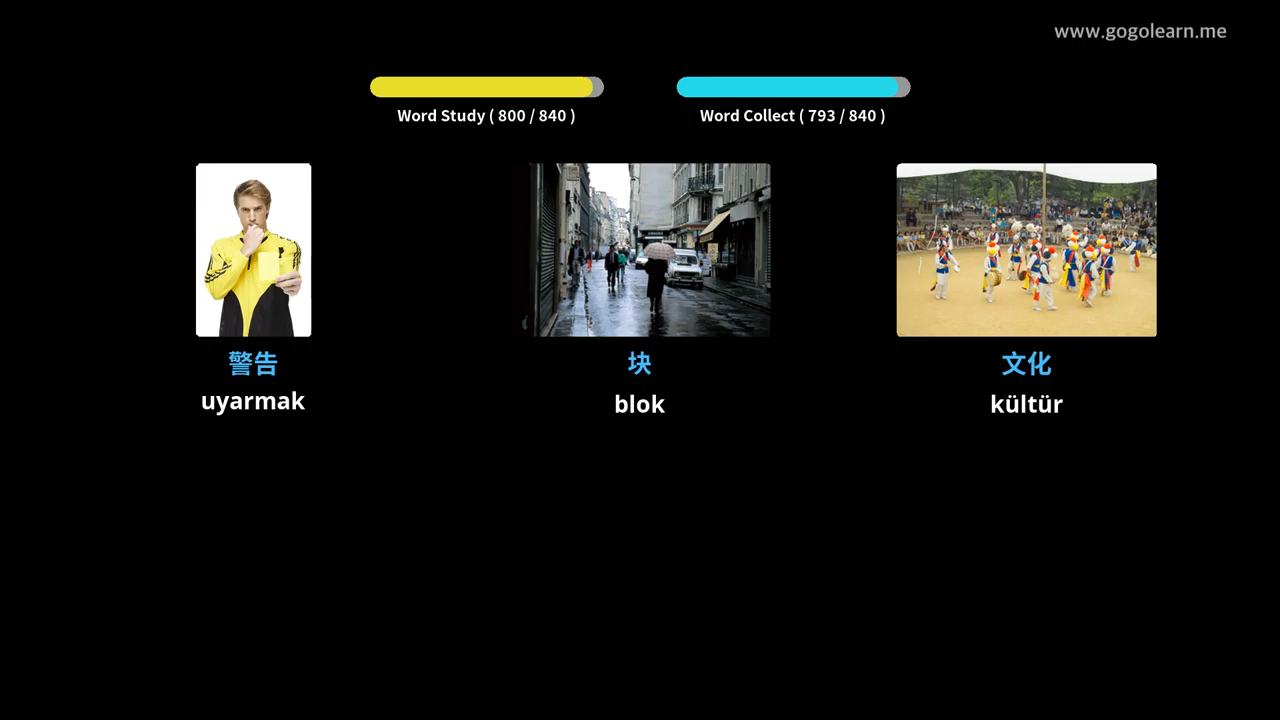 www.gogolearn.me
Word Study ( 800 / 840 )
Word Collect ( 793 / 840 )
警告
块
文化
uyarmak
blok
kültür